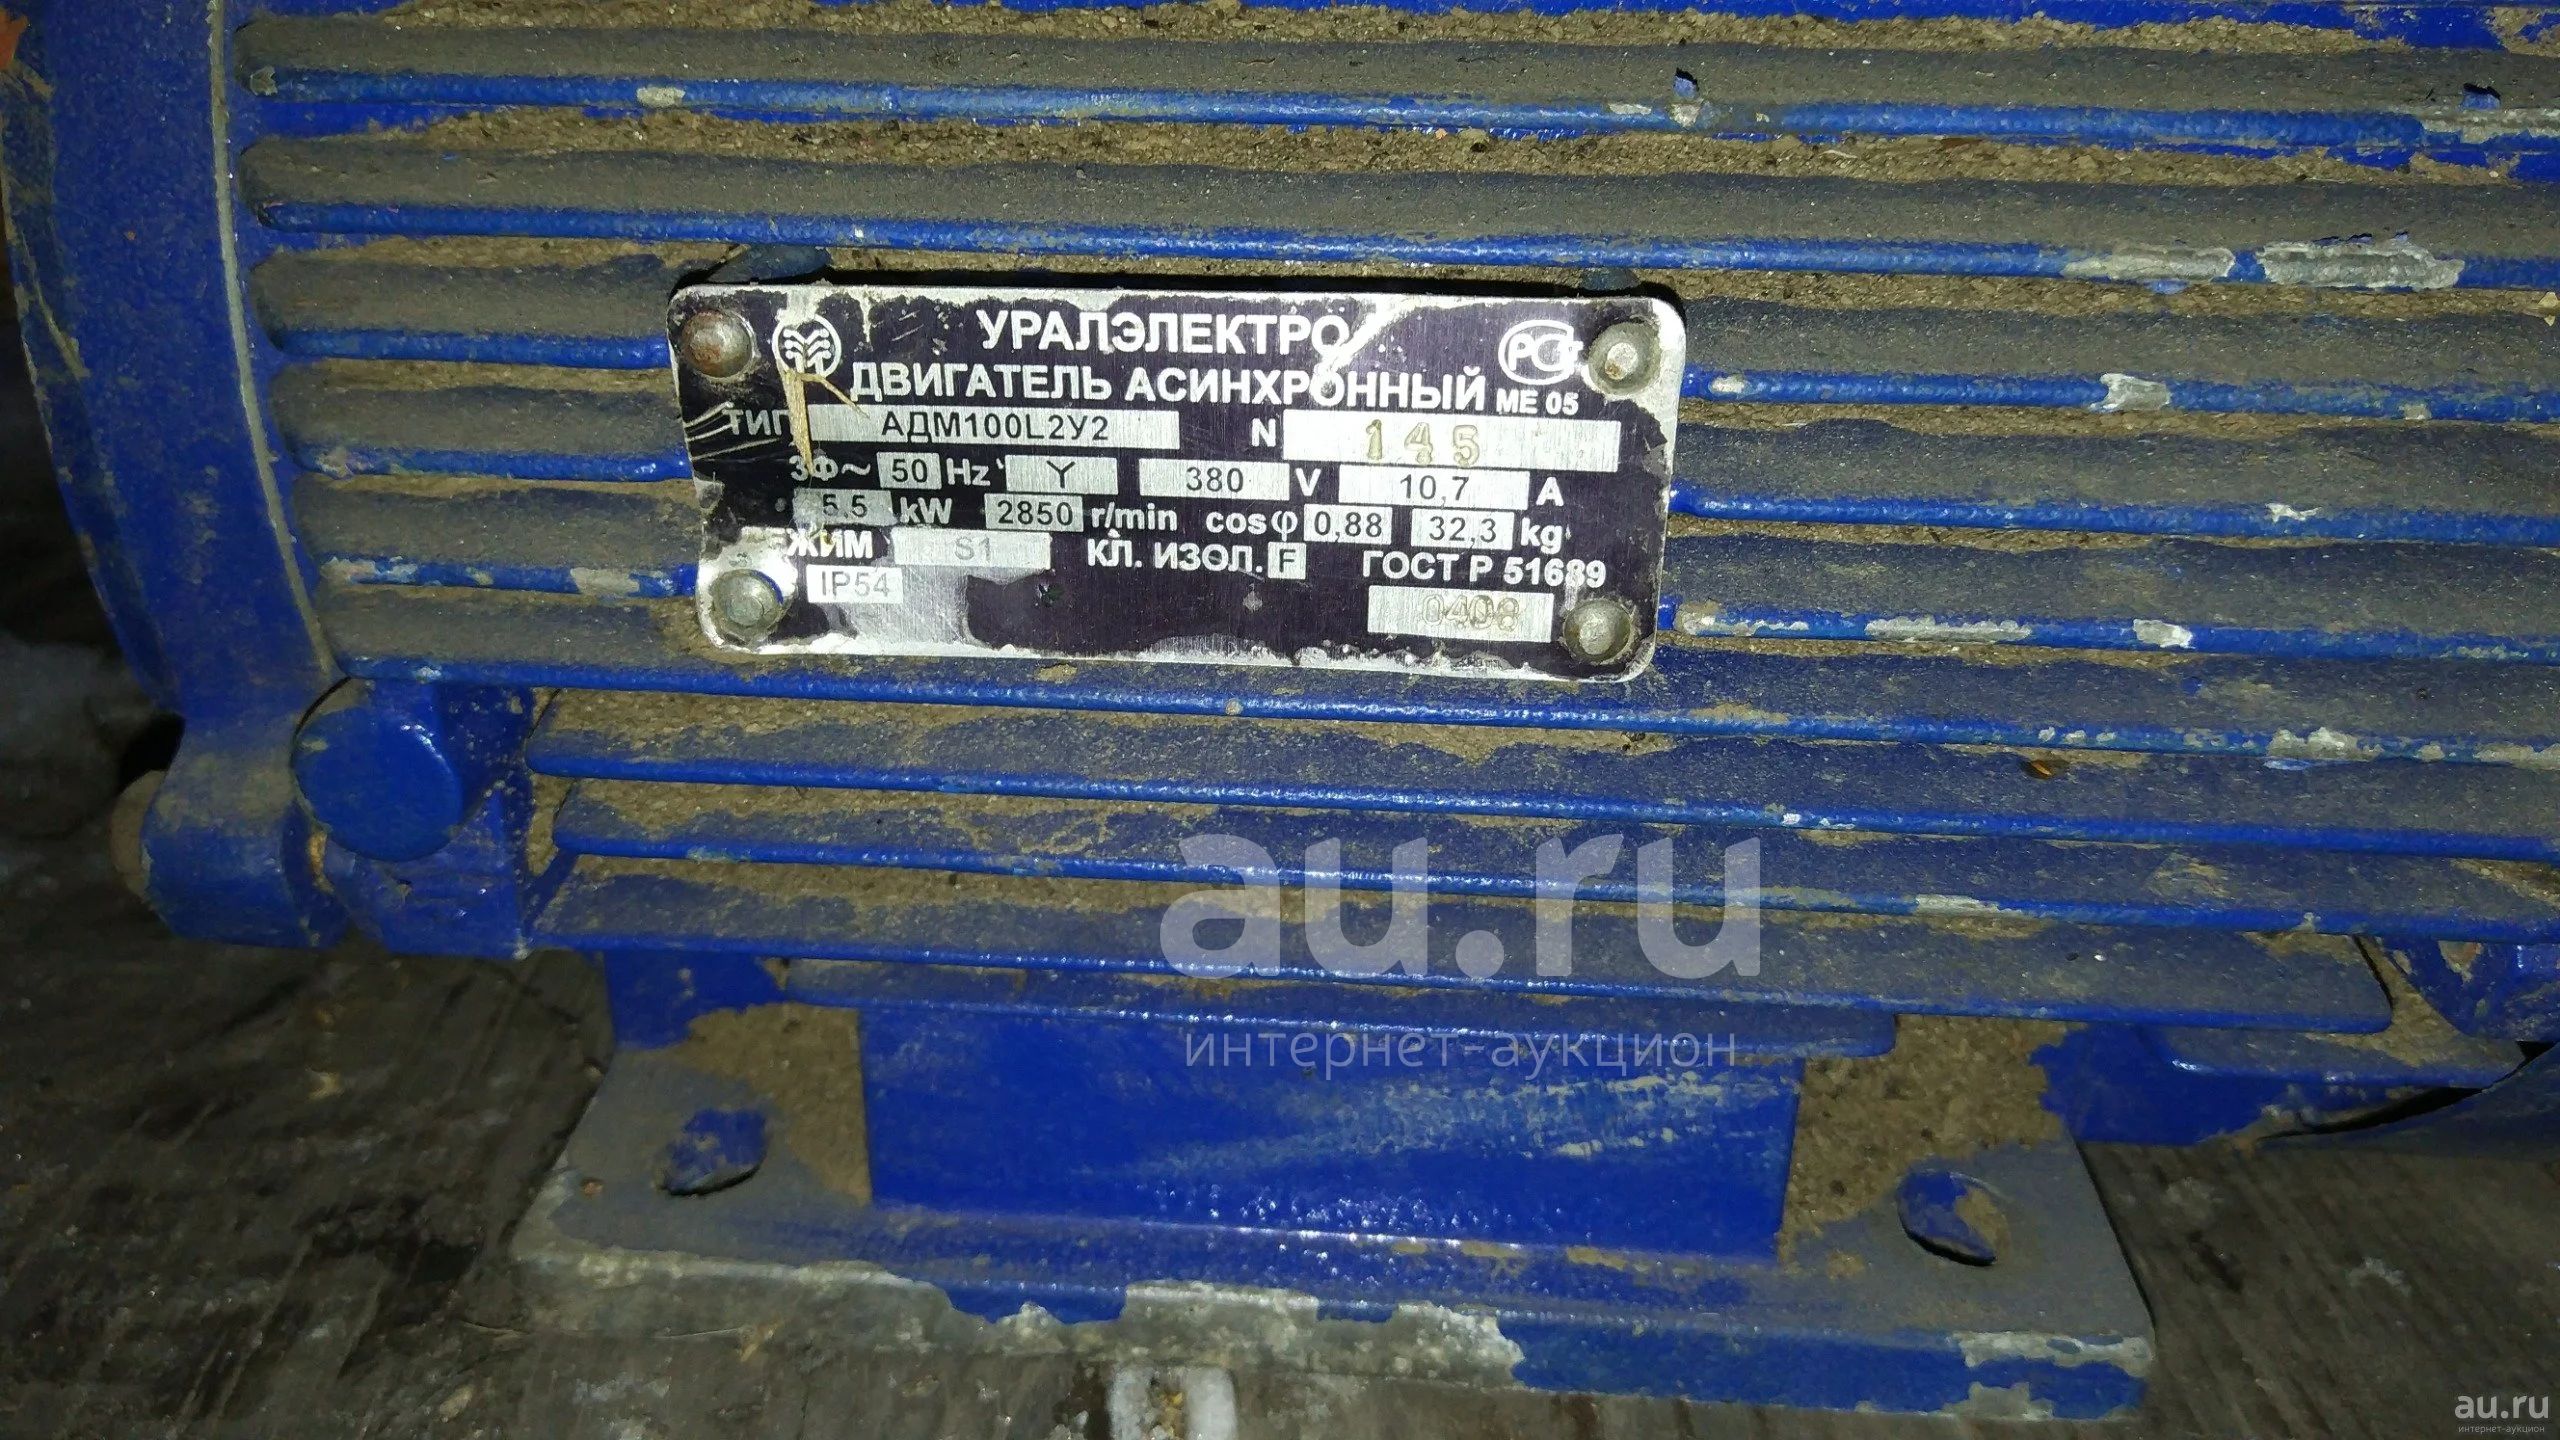 УРАЛЭЛЕКТРО
ДВИГАТЕЛЬ АСИНХРОННЫЙ МЕ 05
ТИП АДМ100L2У2 N 145
3Ф~ 50 Hz Y 380 V 10,7 A
5.5 kW 2850 r/min cosφ 0,88 32,3 kg
ЖИМ S1 КЛ. ИЗОЛ. F ГОСТ Р 51689
IP54 0408
au.ru
интернет-аукцион
au.ru
интернет-аукцион